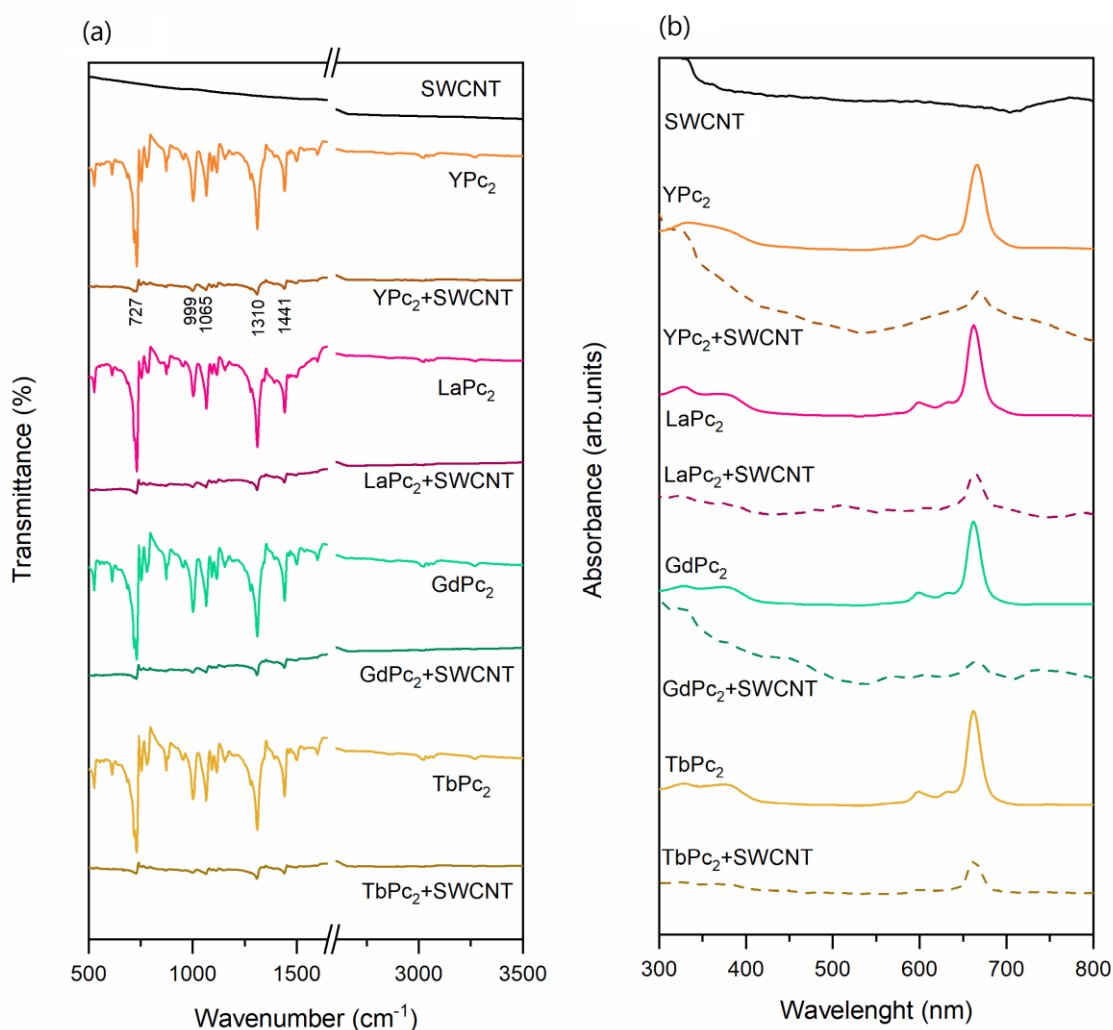 (a)
SWCNT
YPc₂
YPc₂+SWCNT
727
999
1065
1310
1441
LaPc₂
LaPc₂+SWCNT
GdPc₂
GdPc₂+SWCNT
TbPc₂
TbPc₂+SWCNT
Transmittance (%)
500 1000 1500 3000 3500
Wavenumber (cm⁻¹)
(b)
SWCNT
YPc₂
YPc₂+SWCNT
LaPc₂
LaPc₂+SWCNT
GdPc₂
GdPc₂+SWCNT
TbPc₂
TbPc₂+SWCNT
Absorbance (arb.units)
300 400 500 600 700 800
Wavelenght (nm)